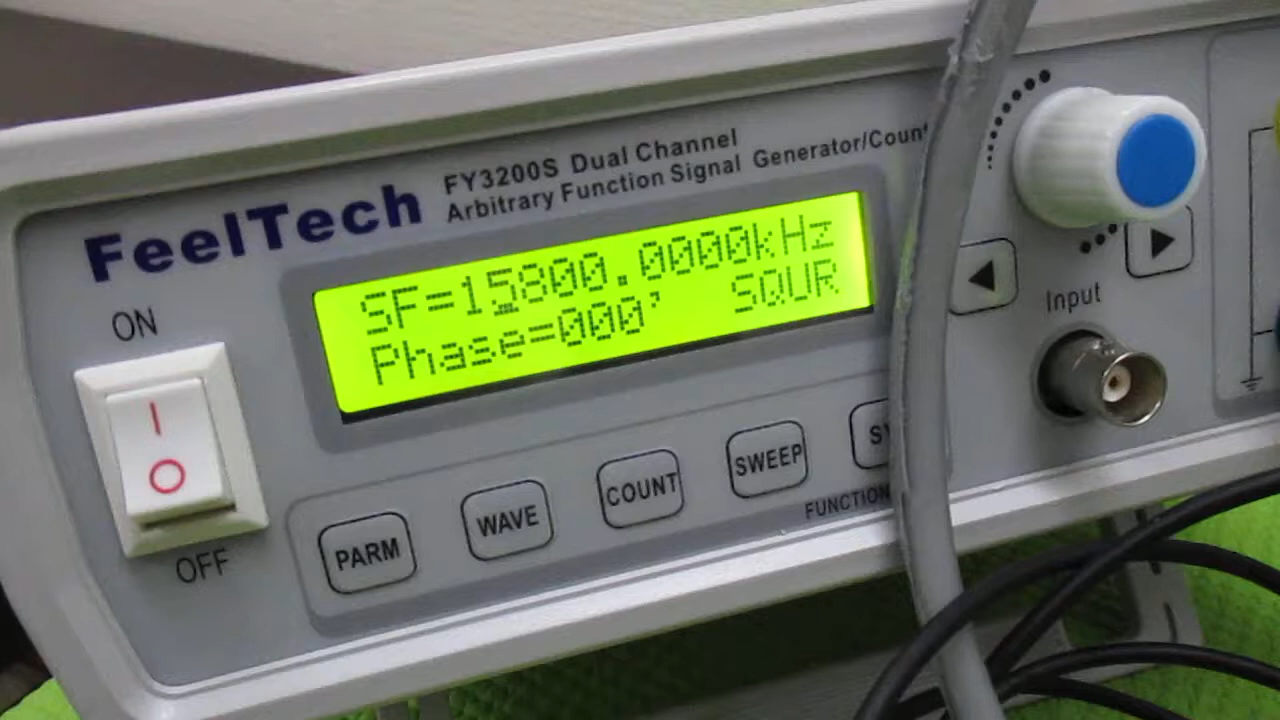 FeelTech
FY3200S Dual Channel
Arbitrary Function Signal Generator/Count
SF=15800.0000kHz
Phase=000' SQUR
ON
OFF
PARM
WAVE
COUNT
SWEEP
SY
FUNCTION
Input